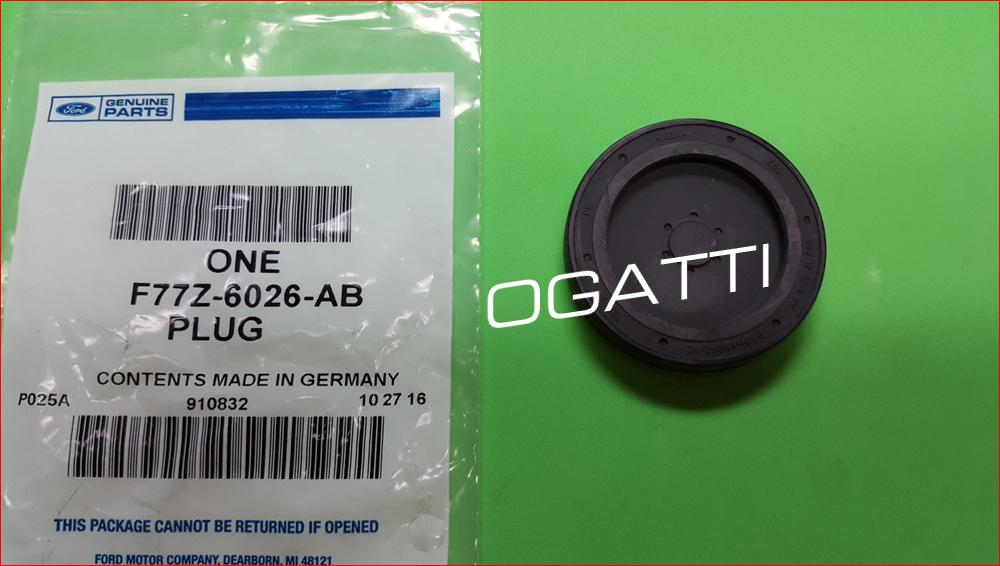 Ford
GENUINE
PARTS
ONE
F77Z-6026-AB
PLUG
CONTENTS MADE IN GERMANY
P025A
910832
10 27 16
THIS PACKAGE CANNOT BE RETURNED IF OPENED
FORD MOTOR COMPANY, DEARBORN, MI 48121
OGATTI